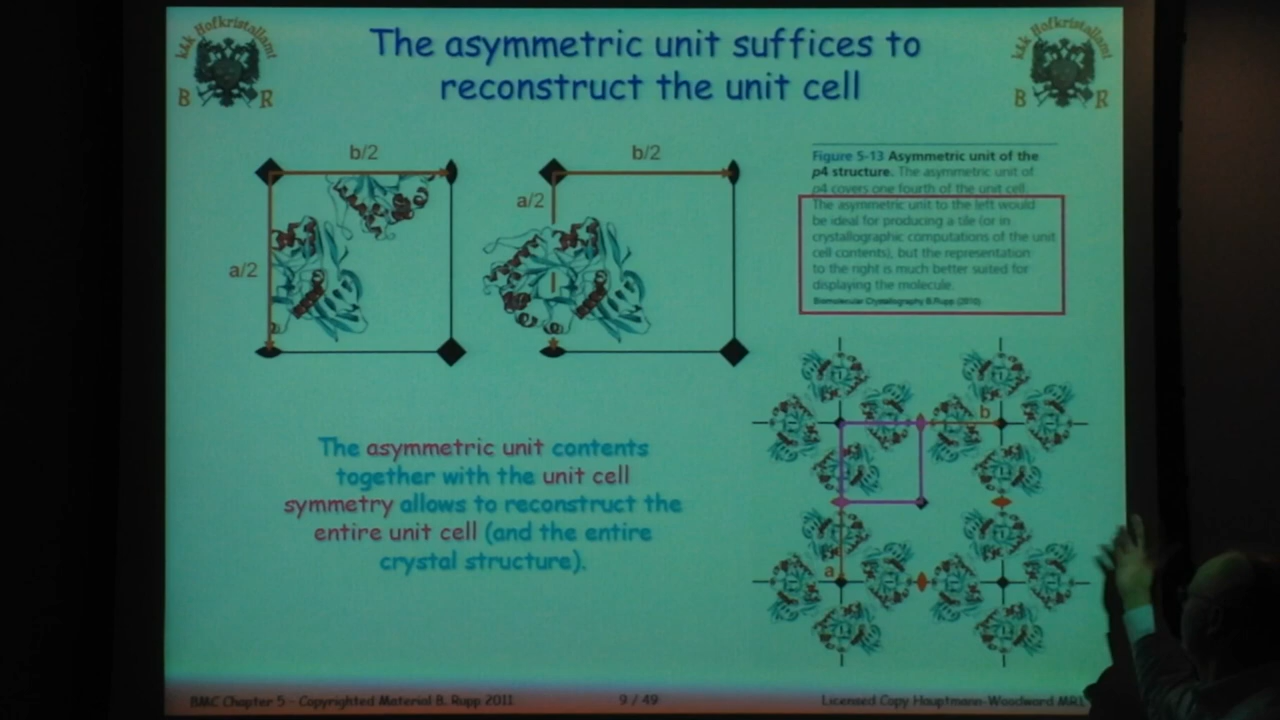 kkk Hofkristallamt
B R
The asymmetric unit suffices to
reconstruct the unit cell
kkk Hofkristallamt
B R
b/2
a/2
b/2
a/2
Figure 5-13 Asymmetric unit of the
p4 structure. The asymmetric unit of
p4 covers one fourth of the unit cell.
The asymmetric unit to the left would
be ideal for producing a tile (or in
crystallographic computations of the unit
cell contents), but the representation
to the right is much better suited for
displaying the molecule.
Biomolecular Crystallography B.Rupp (2010)
The asymmetric unit contents
together with the unit cell
symmetry allows to reconstruct the
entire unit cell (and the entire
crystal structure).
b
a
BMC Chapter 5 - Copyrighted Material B. Rupp 2011
9 / 49
Licensed Copy Hauptmann-Woodward MRI